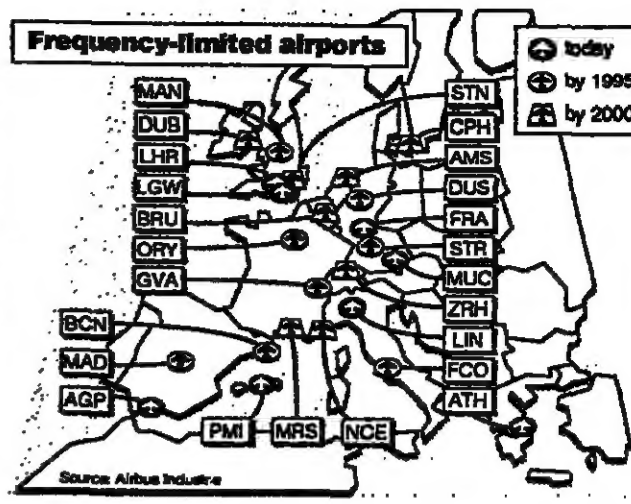 Frequency-limited airports
today
by 1995
by 2000
MAN
DUB
LHR
LGW
BRU
ORY
GVA
BCN
MAD
AGP
PMI
MRS
NCE
STN
CPH
AMS
DUS
FRA
STR
MUC
ZRH
LIN
FCO
ATH
Source: Airbus Industrie